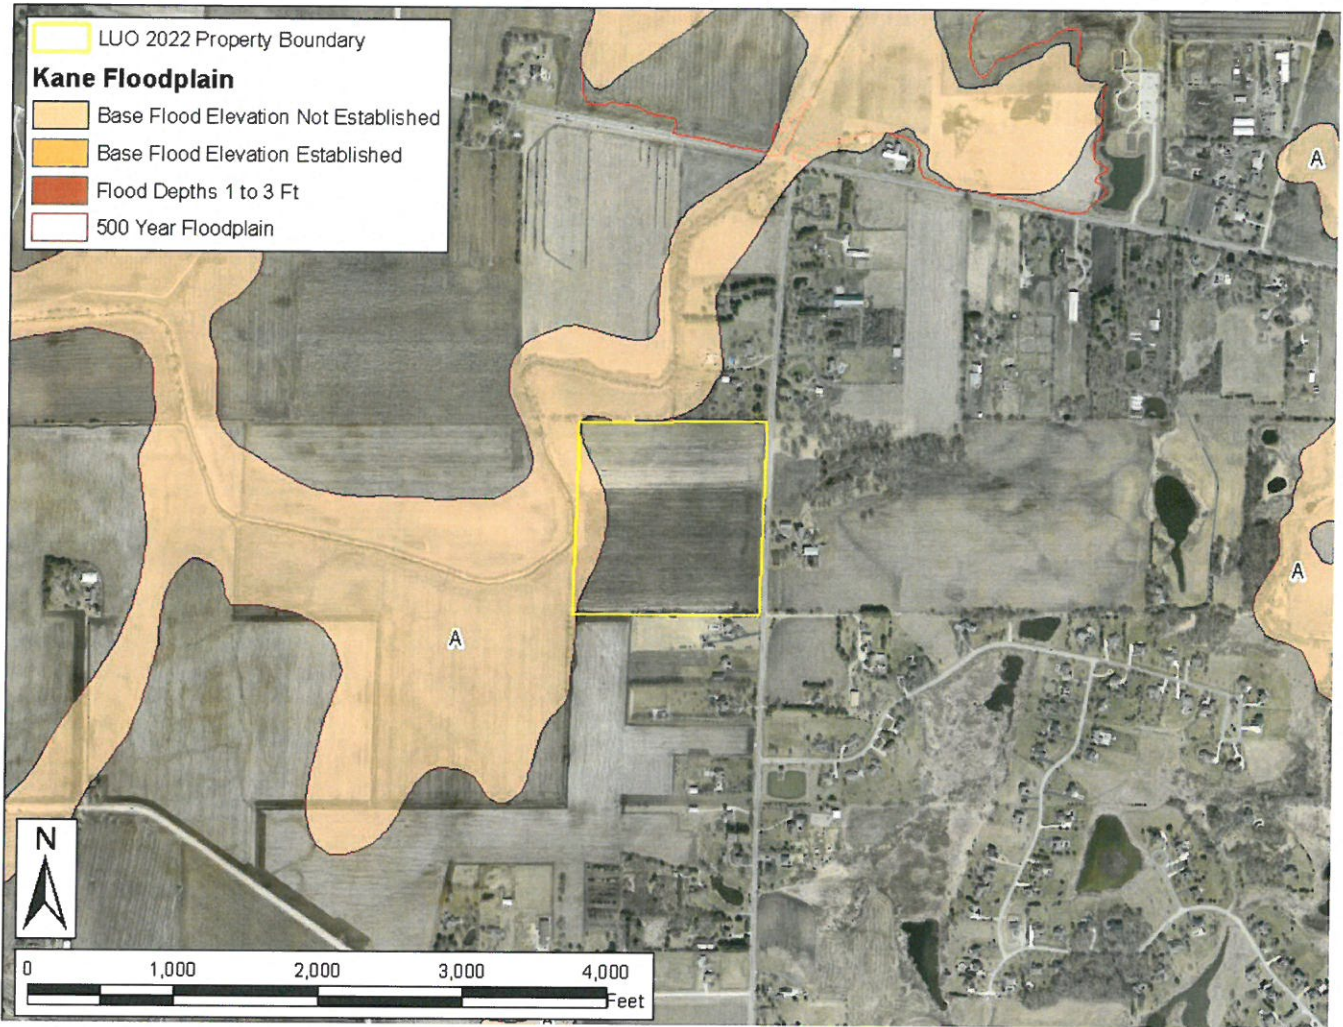 LUO 2022 Property Boundary
Kane Floodplain
Base Flood Elevation Not Established
Base Flood Elevation Established
Flood Depths 1 to 3 Ft
500 Year Floodplain
A
A
A
N
0 1,000 2,000 3,000 4,000
Feet